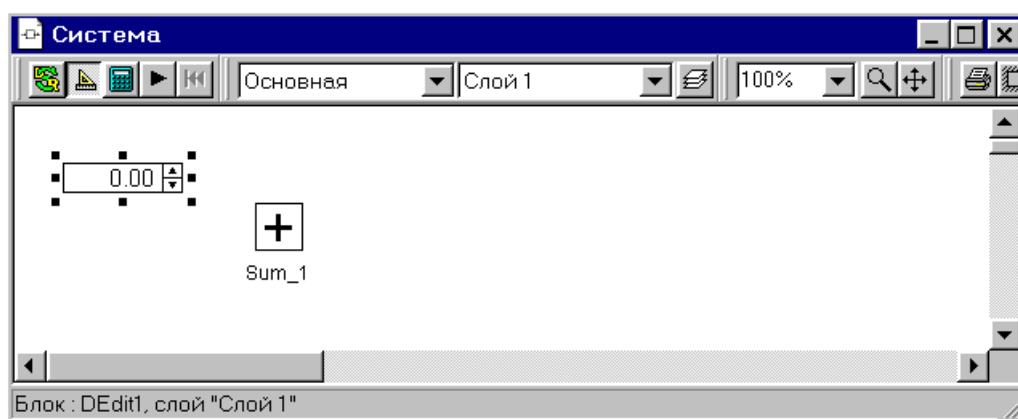 Система
Основная Слой 1 100%
0.00
Sum_1
Блок : DEdit1, слой "Слой 1"